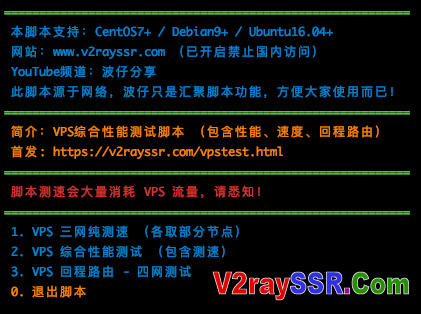 本脚本支持：CentOS7+ / Debian9+ / Ubuntu16.04+
网站：www.v2rayssr.com （已开启禁止国内访问）
YouTube频道：波仔分享
此脚本源于网络，波仔只是汇聚脚本功能，方便大家使用而已！
简介：VPS综合性能测试脚本 （包含性能、速度、回程路由）
首发：https://v2rayssr.com/vpstest.html
脚本测速会大量消耗 VPS 流量，请悉知！
1. VPS 三网纯测速 （各取部分节点）
2. VPS 综合性能测试 （包含测速）
3. VPS 回程路由 - 四网测试
0. 退出脚本
V2raySSR.Com